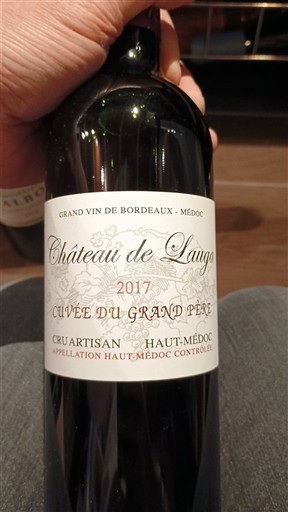 GRAND VIN DE BORDEAUX - MÉDOC
Château de Lauga
2017
CUVÉE DU GRAND PÈRE
CRU ARTISAN HAUT-MÉDOC
APPELLATION HAUT-MÉDOC CONTRÔLÉE